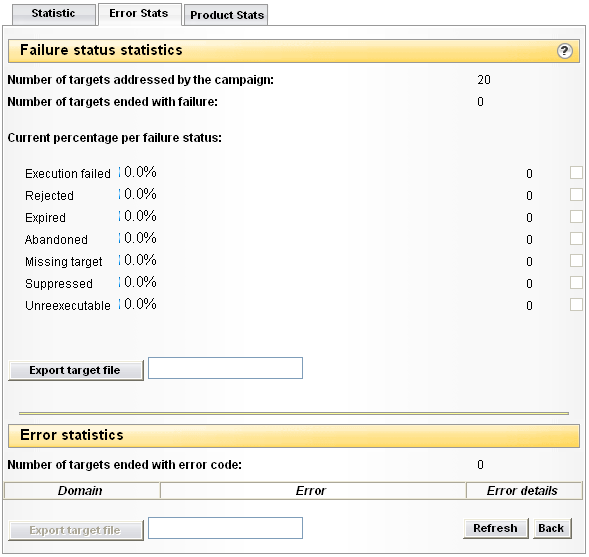 Statistic Error Stats Product Stats
Failure status statistics ?
Number of targets addressed by the campaign: 20
Number of targets ended with failure: 0
Current percentage per failure status:
Execution failed 0.0% 0
Rejected 0.0% 0
Expired 0.0% 0
Abandoned 0.0% 0
Missing target 0.0% 0
Suppressed 0.0% 0
Unreexecutable 0.0% 0
Export target file
Error statistics
Number of targets ended with error code: 0
Domain Error Error details
Export target file Refresh Back